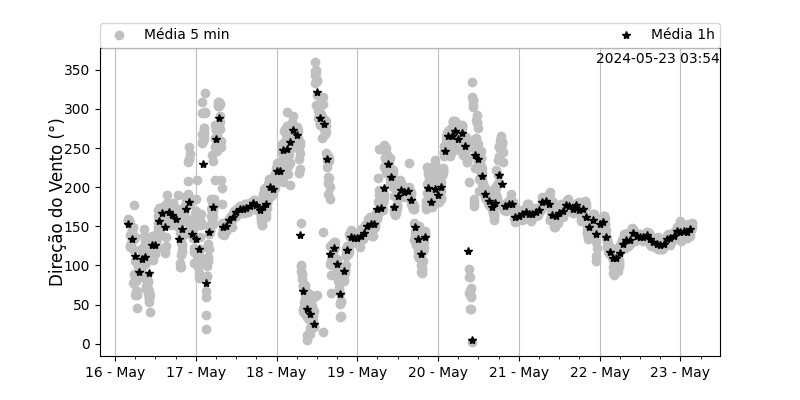 Média 5 min
Média 1h
2024-05-23 03:54
Direção do Vento (°)
350
300
250
200
150
100
50
0
16 - May
17 - May
18 - May
19 - May
20 - May
21 - May
22 - May
23 - May